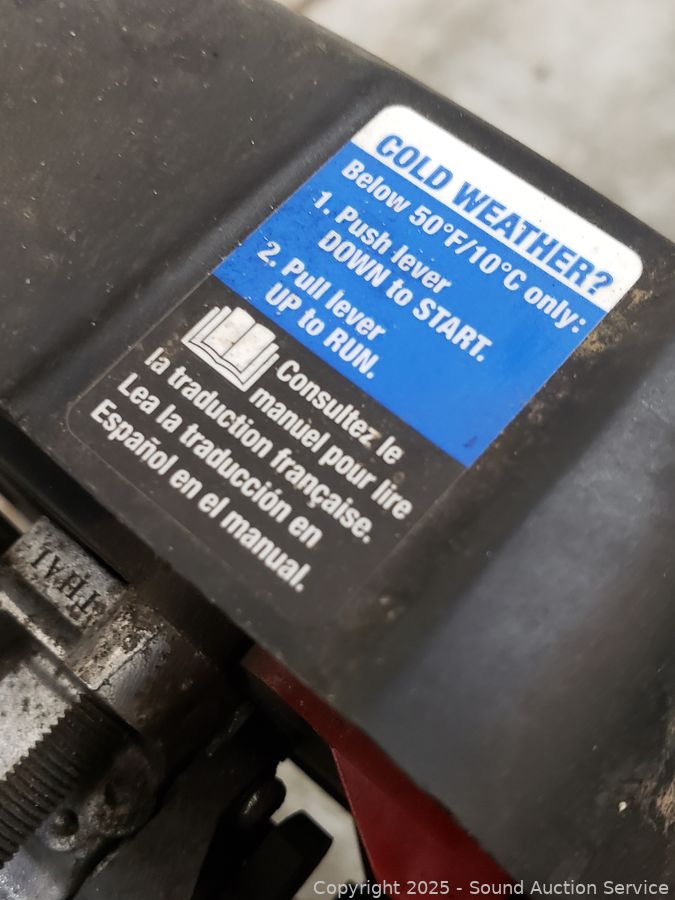 COLD WEATHER?
Below 50°F/10°C only:
1. Push lever
DOWN to START.
2. Pull lever
UP to RUN.
Consultez le
manuel pour lire
la traduction française.
Lea la traducción en
Español en el manual.
THAI
Copyright 2025 - Sound Auction Service